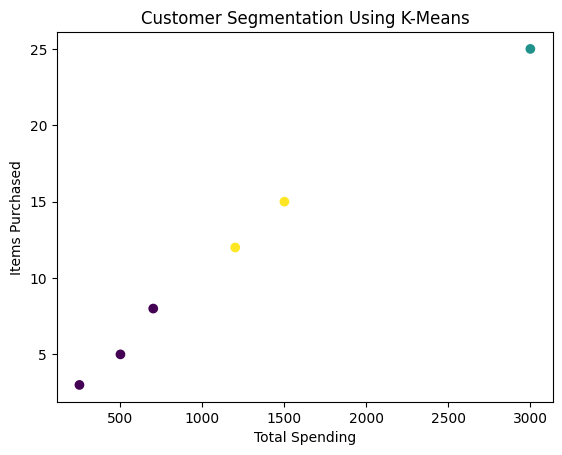 Customer Segmentation Using K-Means
25
20
15
10
5
Items Purchased
500 1000 1500 2000 2500 3000
Total Spending